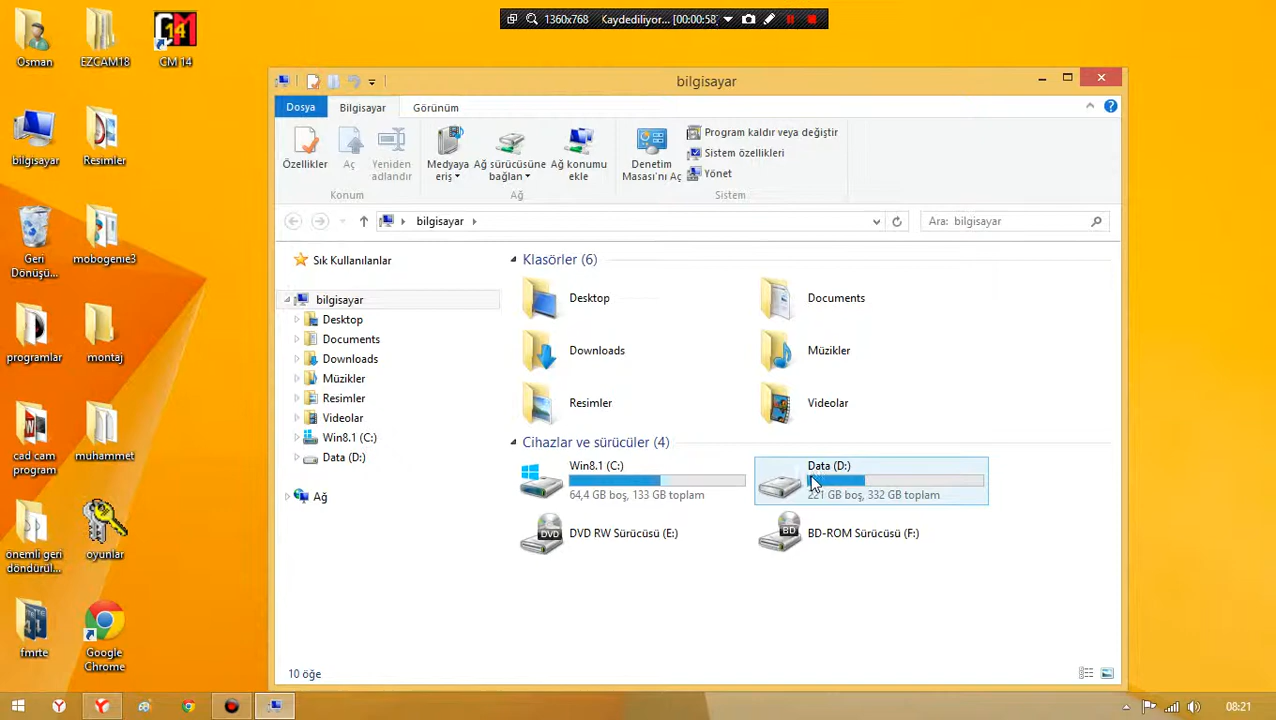 1360x768 Kaydediliyor... [00:00:58]
Osman
EZCAM18
CM 14
bilgisayar
Resimler
Geri
Dönüşü...
mobogenie3
programlar
montaj
cad cam
program
muhammet
önemli geri
döndürül...
oyunlar
fmrte
Google
Chrome
bilgisayar
Dosya
Bilgisayar
Görünüm
Özellikler
Aç
Yeniden
adlandır
Konum
Medyaya
eriş
Ağ sürücüsüne
bağlan
Ağ konumu
ekle
Ağ
Denetim
Masası'nı Aç
Program kaldır veya değiştir
Sistem özellikleri
Yönet
Sistem
bilgisayar
Ara: bilgisayar
Sık Kullanılanlar
bilgisayar
Desktop
Documents
Downloads
Müzikler
Resimler
Videolar
Win8.1 (C:)
Data (D:)
Ağ
Klasörler (6)
Desktop
Documents
Downloads
Müzikler
Resimler
Videolar
Cihazlar ve sürücüler (4)
Win8.1 (C:)
64,4 GB boş, 133 GB toplam
Data (D:)
221 GB boş, 332 GB toplam
DVD RW Sürücüsü (E:)
BD-ROM Sürücüsü (F:)
10 öğe
08:21